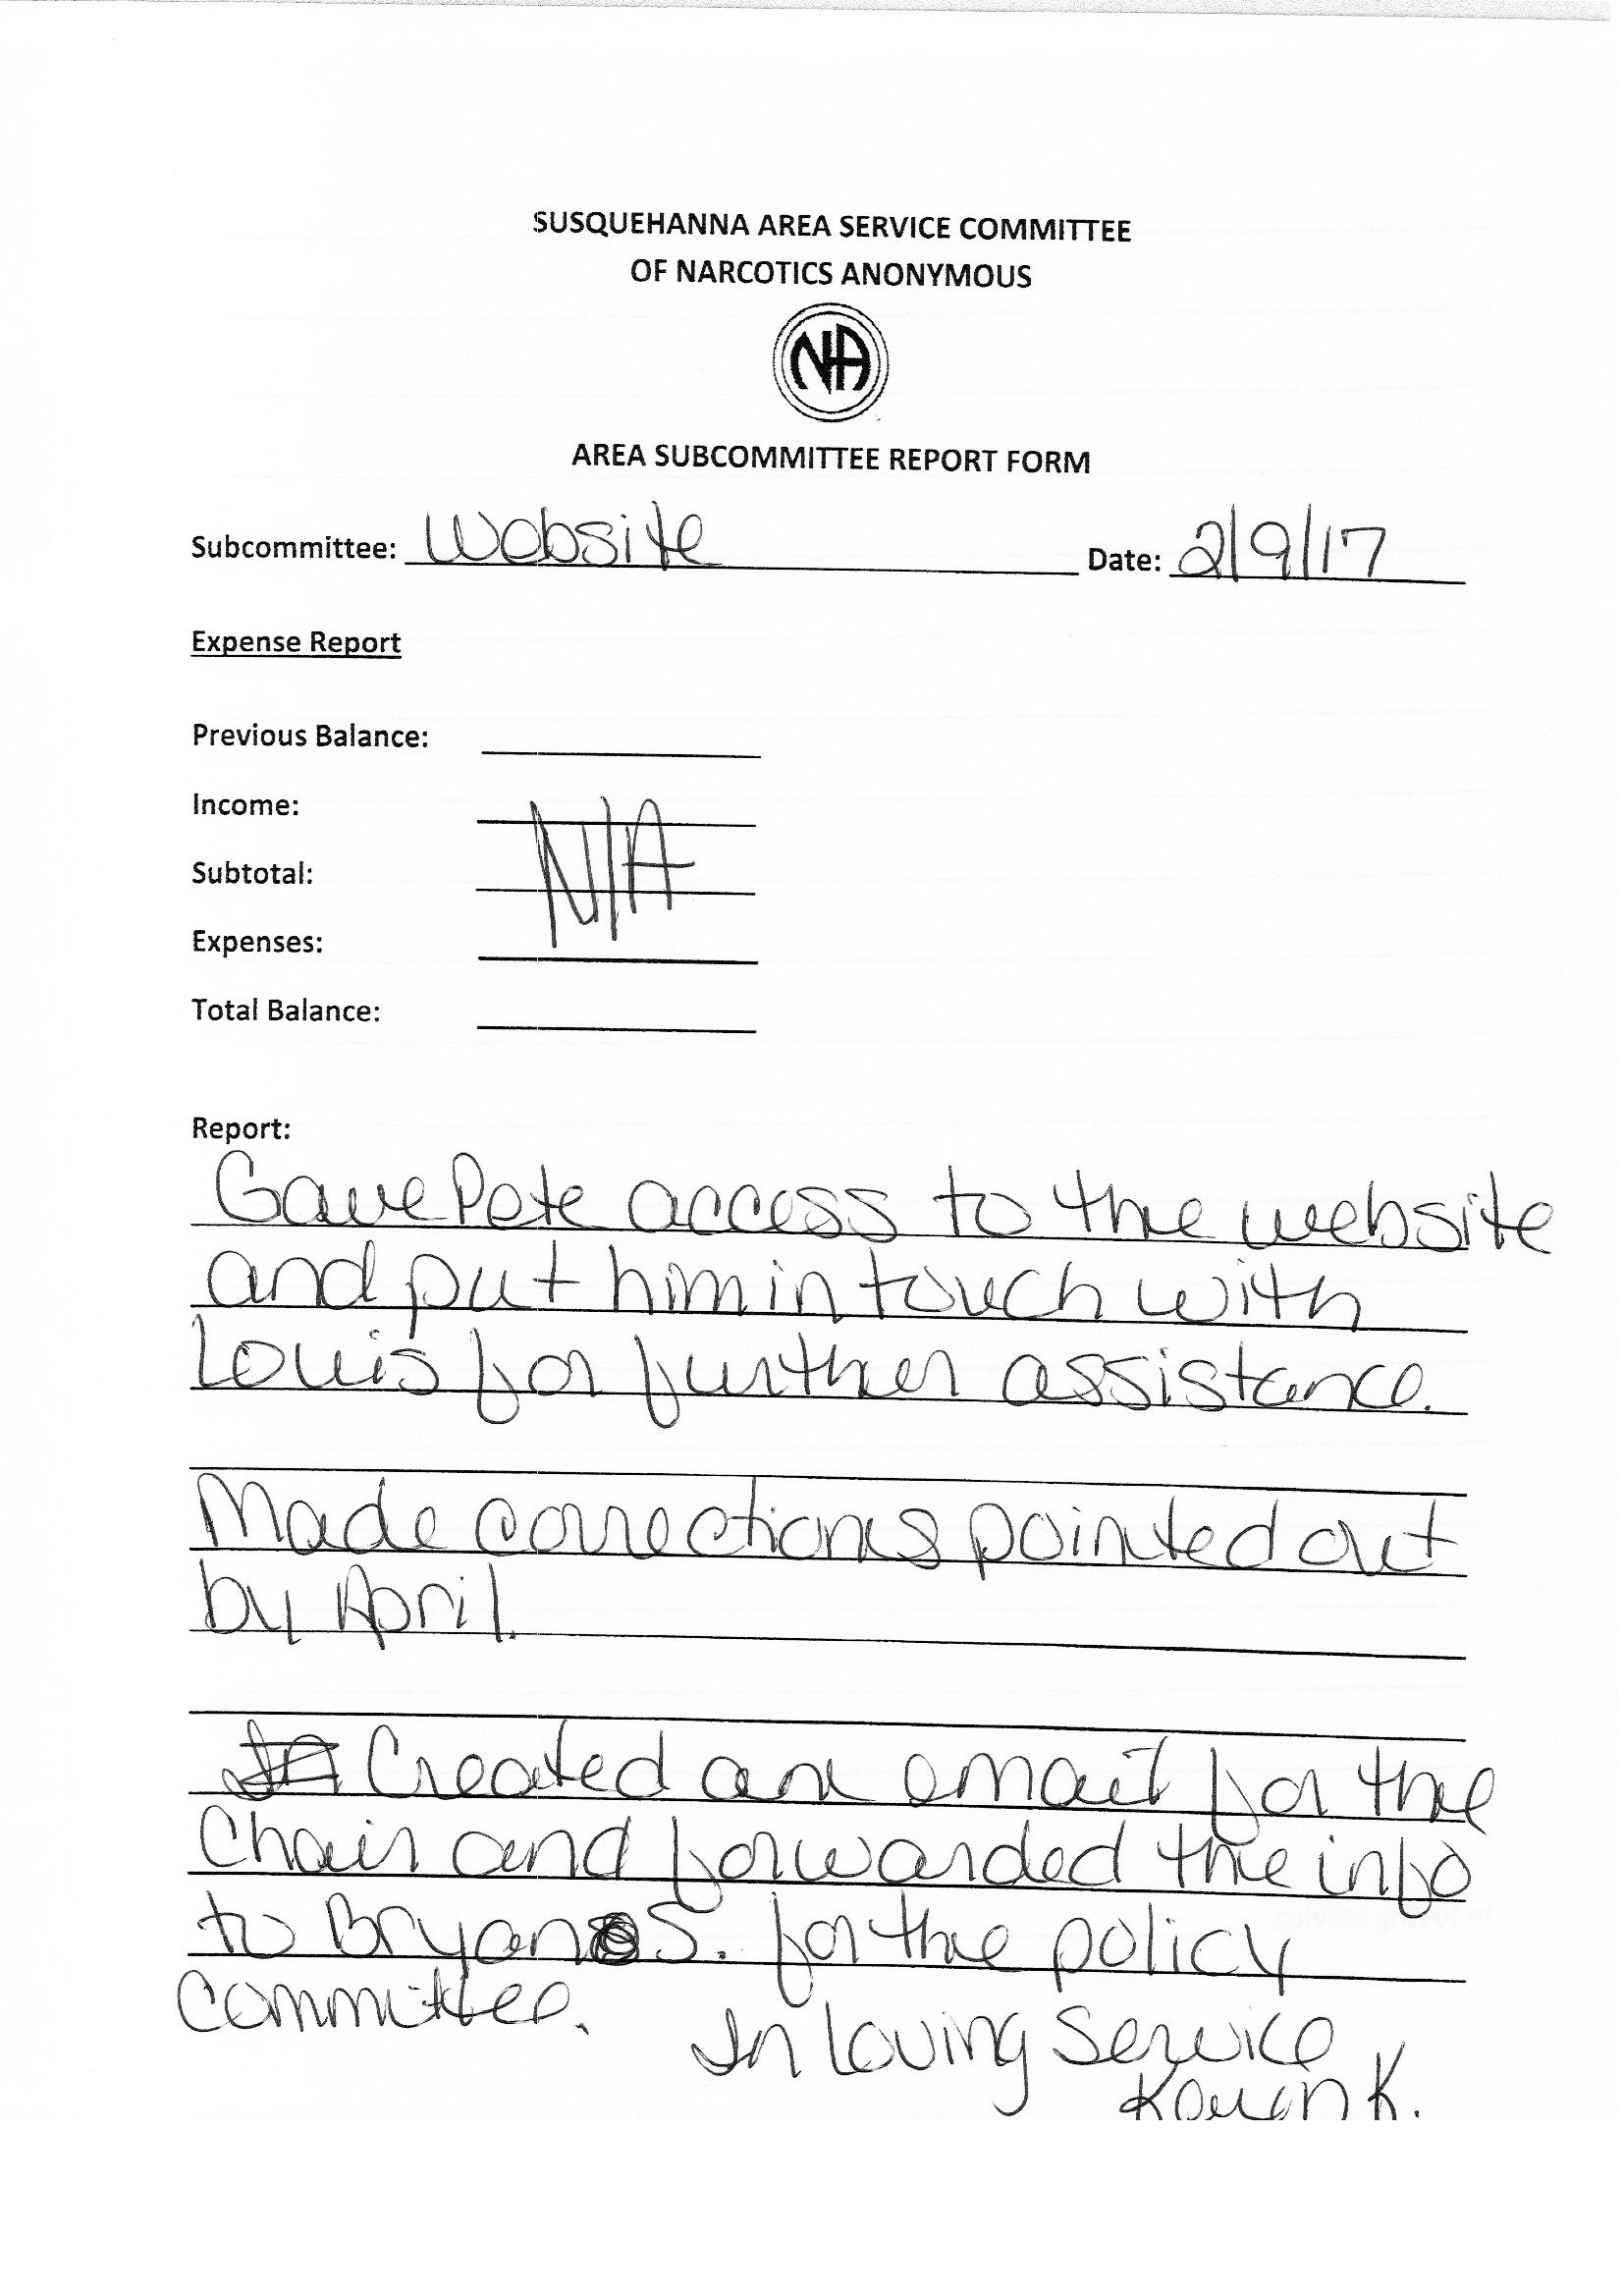 SUSQUEHANNA AREA SERVICE COMMITTEE
OF NARCOTICS ANONYMOUS
NA
AREA SUBCOMMITTEE REPORT FORM
Subcommittee: Website Date: 2/9/17
Expense Report
Previous Balance:
Income:
N/A
Subtotal:
Expenses:
Total Balance:
Report:
Gave Pete access to the website
and put him in touch with
Louis for further assistance.
Made corrections pointed out
by April.
Created an email for the
Chair and forwarded the info
to Bryan S. for the policy
committee.
In Loving Service
K.